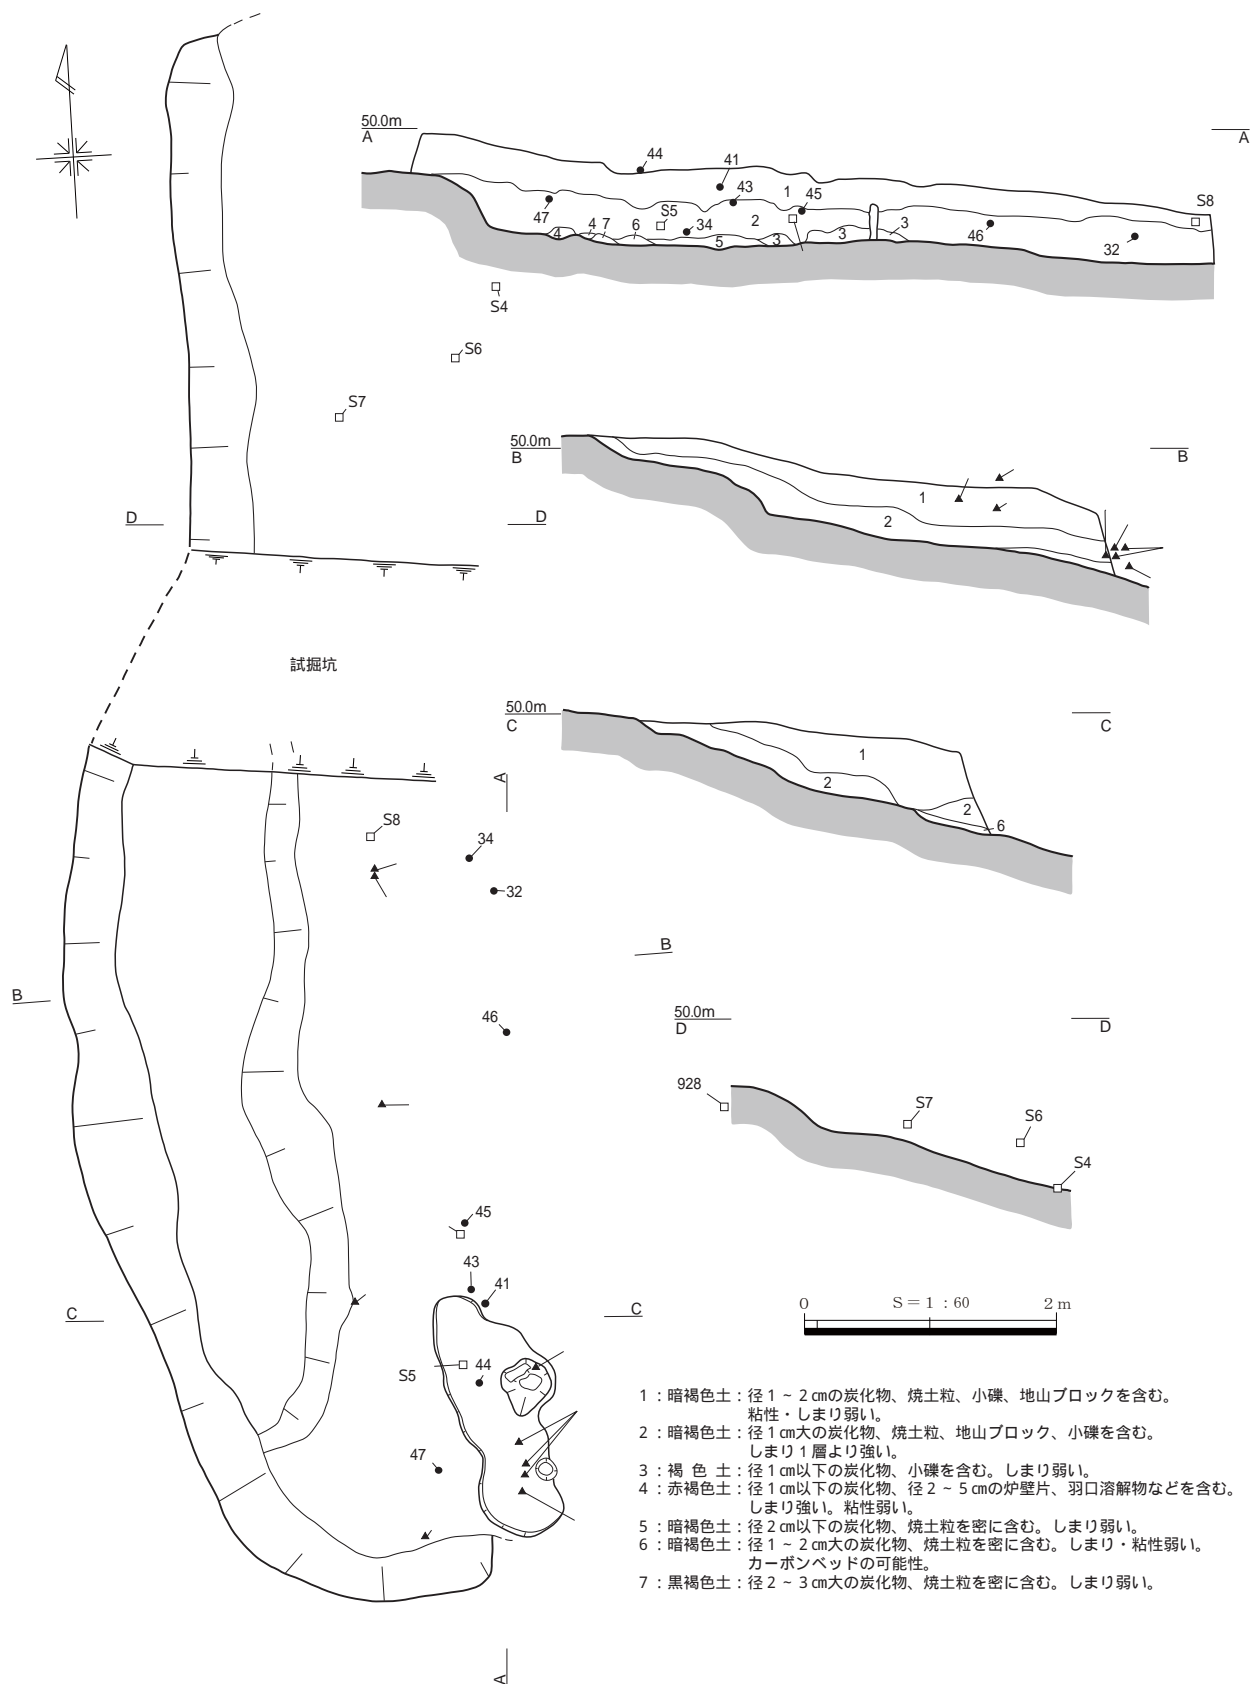 50.0m
A
A
44
41
43
1
45
S8
47
S5
34
2
4
4
7
6
5
3
3
3
46
32
S4
S6
S7
50.0m
B
B
1
2
D
D
試掘坑
50.0m
C
C
1
2
2
6
A
S8
34
32
B
B
46
50.0m
D
D
928
S7
S6
S4
45
43
41
C
C
S5
44
47
A
0
S＝1：60
2 m
1：暗褐色土：径1～2㎝の炭化物、焼土粒、小礫、地山ブロックを含む。
粘性・しまり弱い。
2：暗褐色土：径1㎝大の炭化物、焼土粒、地山ブロック、小礫を含む。
しまり1層より強い。
3：褐 色 土：径1㎝以下の炭化物、小礫を含む。しまり弱い。
4：赤褐色土：径1㎝以下の炭化物、径2～5㎝の炉壁片、羽口溶解物などを含む。
しまり強い。粘性弱い。
5：暗褐色土：径2㎝以下の炭化物、焼土粒を密に含む。しまり弱い。
6：暗褐色土：径1～2㎝大の炭化物、焼土粒を密に含む。しまり・粘性弱い。
カーボンベッドの可能性。
7：黒褐色土：径2～3㎝大の炭化物、焼土粒を密に含む。しまり弱い。